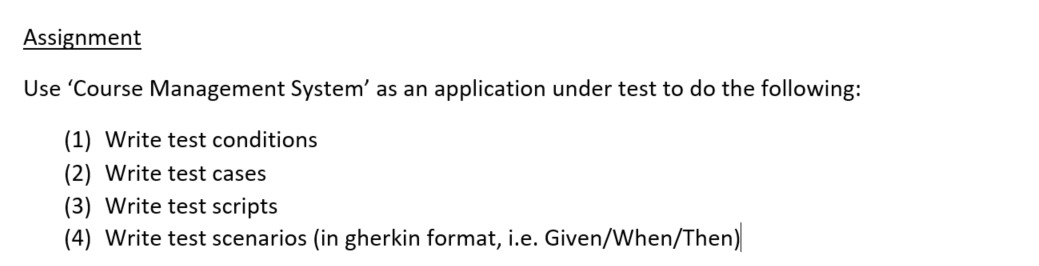 Assignment
Use ‘Course Management System’ as an application under test to do the following:
(1) Write test conditions
(2) Write test cases
(3) Write test scripts
(4) Write test scenarios (in gherkin format, i.e. Given/When/Then)